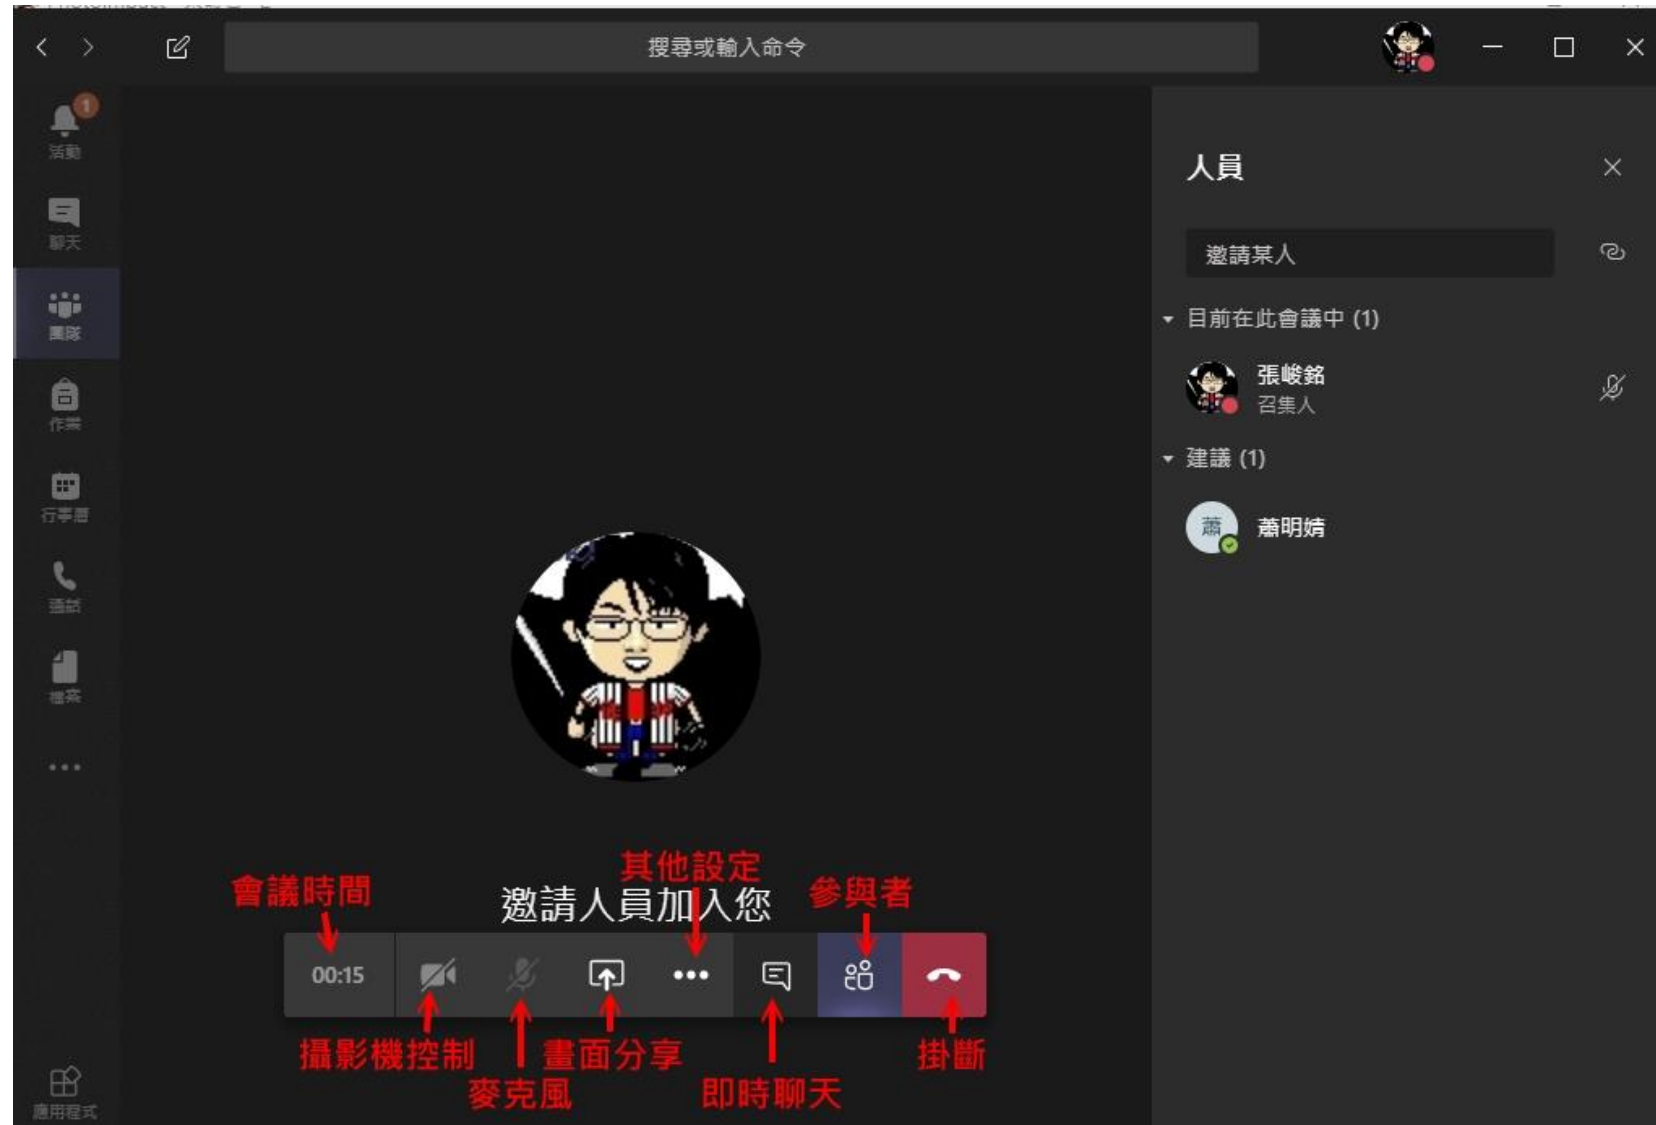 搜尋或輸入命令
1
活動
聊天
團隊
作業
行事曆
通話
檔案
應用程式
人員
邀請某人
目前在此會議中 (1)
張峻銘
召集人
建議 (1)
蕭
蕭明婧
其他設定
會議時間
邀請人員加入您
參與者
00:15
攝影機控制
畫面分享
掛斷
麥克風
即時聊天